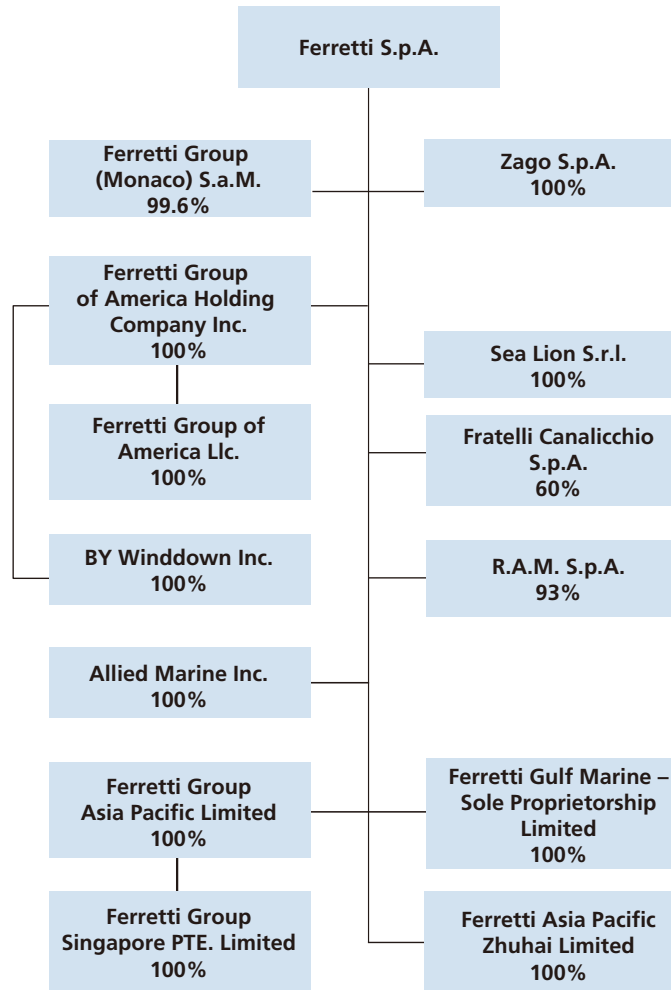 Ferretti S.p.A.
Ferretti Group
(Monaco) S.a.M.
99.6%
Zago S.p.A.
100%
Ferretti Group
of America Holding
Company Inc.
100%
Sea Lion S.r.l.
100%
Ferretti Group of
America Llc.
100%
Fratelli Canalicchio
S.p.A.
60%
BY Winddown Inc.
100%
R.A.M. S.p.A.
93%
Allied Marine Inc.
100%
Ferretti Group
Asia Pacific Limited
100%
Ferretti Gulf Marine –
Sole Proprietorship
Limited
100%
Ferretti Group
Singapore PTE. Limited
100%
Ferretti Asia Pacific
Zhuhai Limited
100%